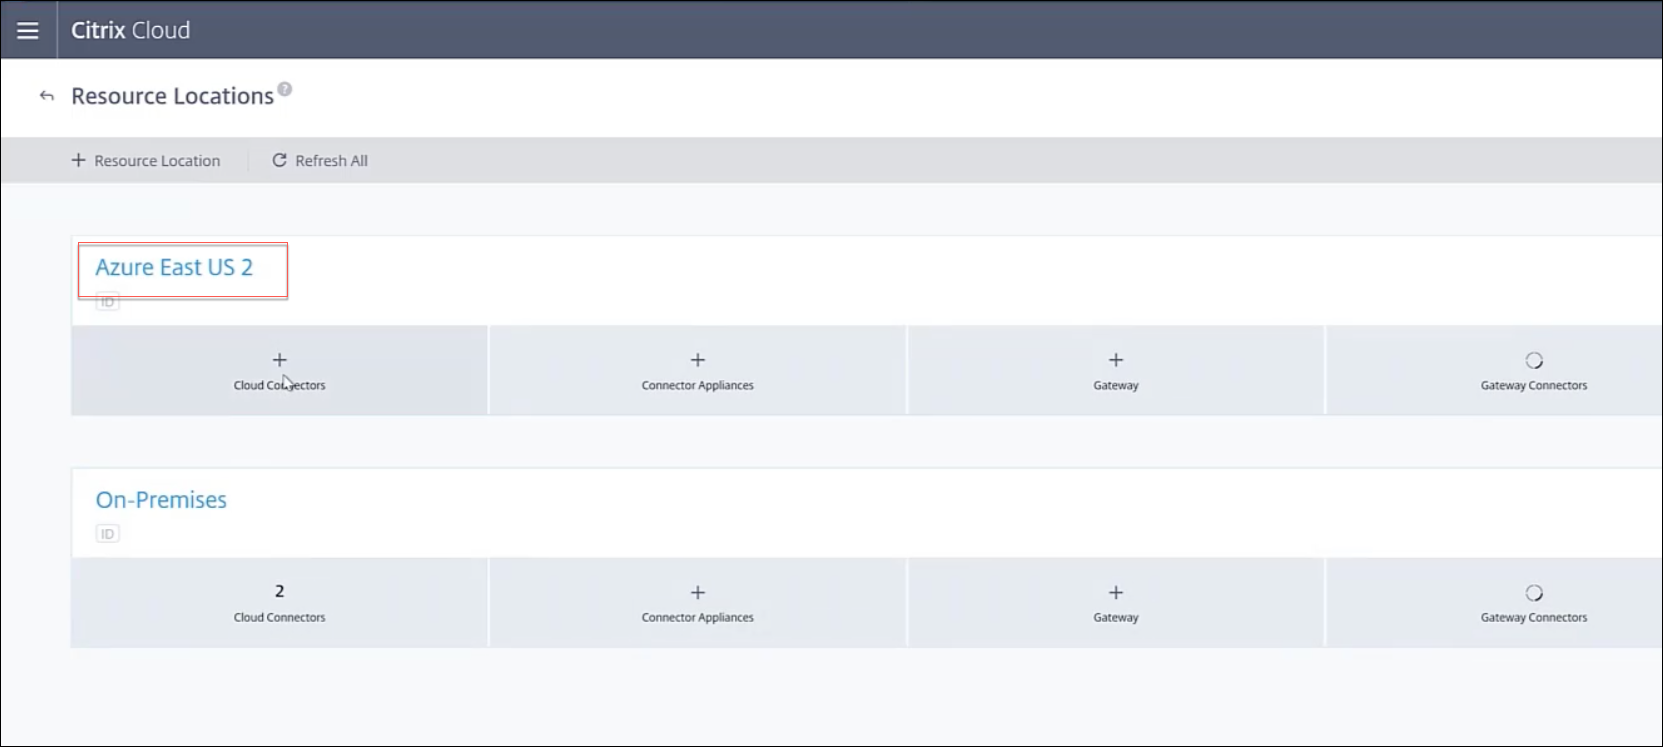 Citrix Cloud
Resource Locations ?
+ Resource Location Refresh All
Azure East US 2
ID
+ + +
Cloud Connectors Connector Appliances Gateway Gateway Connectors
On-Premises
ID
2 + +
Cloud Connectors Connector Appliances Gateway Gateway Connectors